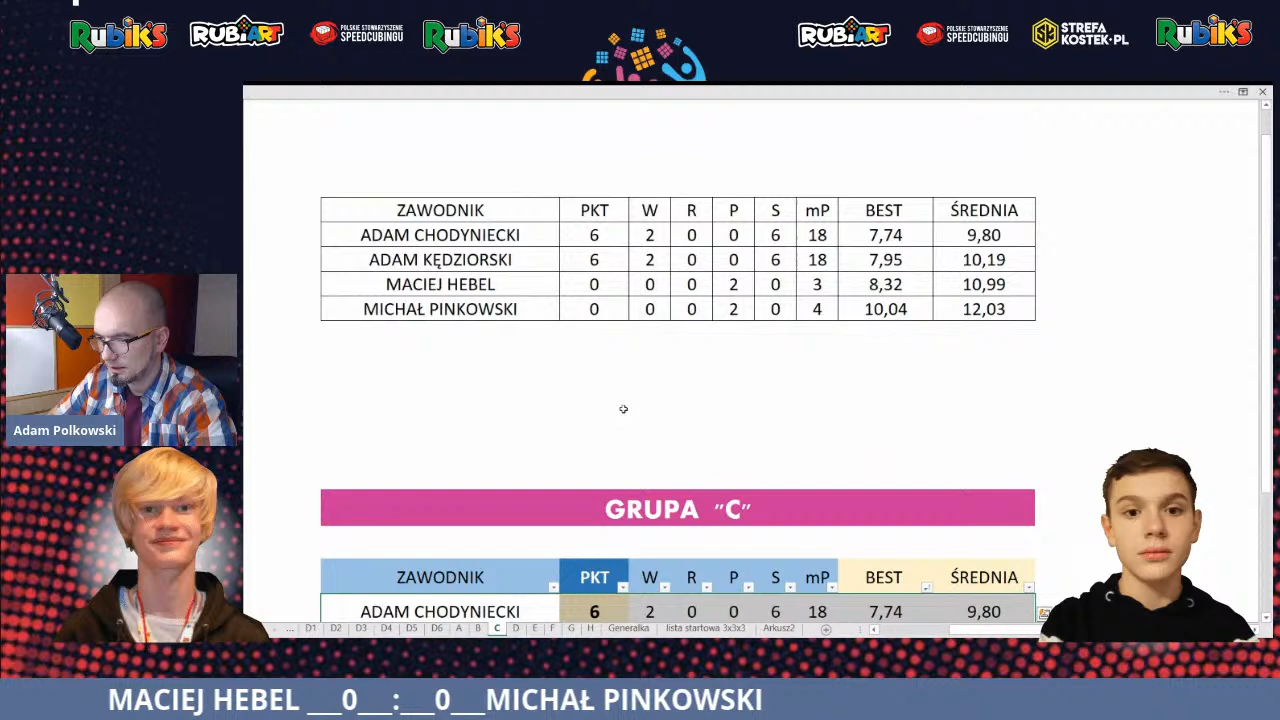 RUBiK'S RUBiART POLSKIE STOWARZYSZENIE SPEEDCUBINGU RUBiK'S RUBiART POLSKIE STOWARZYSZENIE SPEEDCUBINGU STREFA KOSTEK.PL RUBiK'S
ZAWODNIK PKT W R P S mP BEST ŚREDNIA
ADAM CHODYNIECKI 6 2 0 0 6 18 7,74 9,80
ADAM KĘDZIORSKI 6 2 0 0 6 18 7,95 10,19
MACIEJ HEBEL 0 0 0 2 0 3 8,32 10,99
MICHAŁ PINKOWSKI 0 0 0 2 0 4 10,04 12,03
Adam Polkowski
GRUPA "C"
ZAWODNIK PKT W R P S mP BEST ŚREDNIA
ADAM CHODYNIECKI 6 2 0 0 6 18 7,74 9,80
... D1 D2 D3 D4 D5 D6 A B C D E F G H Generalka lista startowa 3x3x3 Arkusz2
MACIEJ HEBEL __0__:__0__MICHAŁ PINKOWSKI